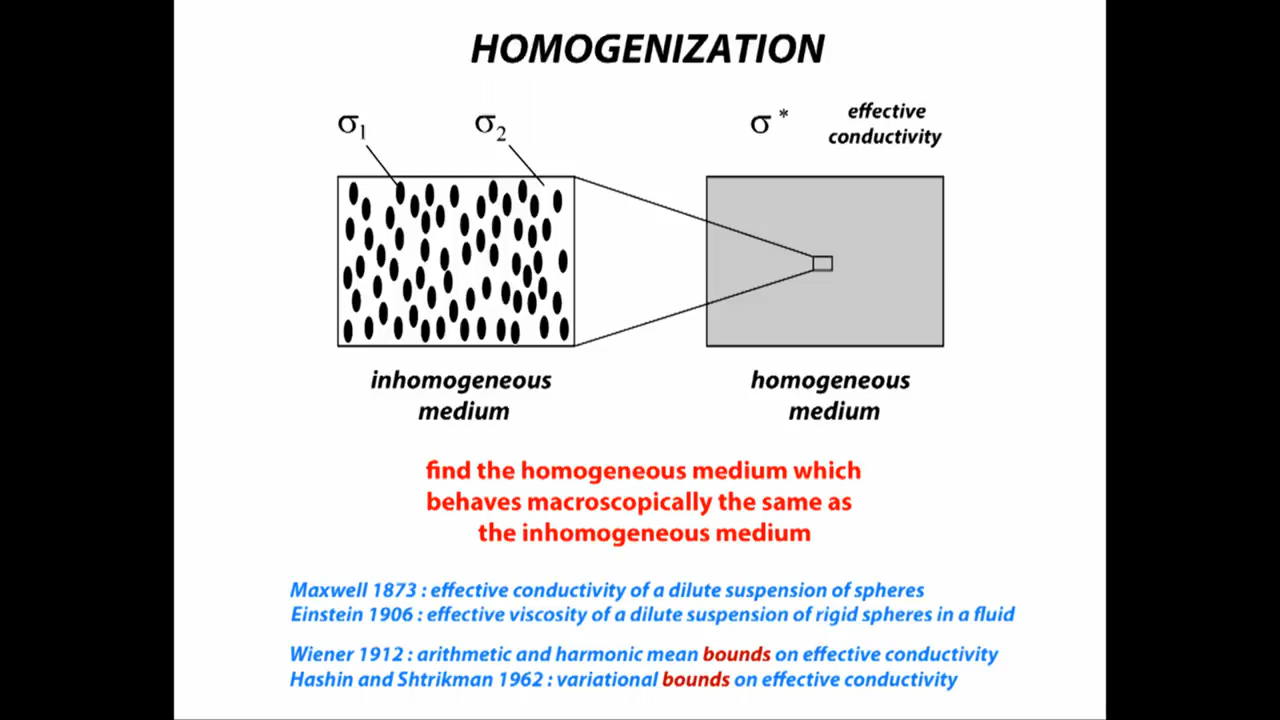 HOMOGENIZATION
σ1
σ2
σ*
effective
conductivity
inhomogeneous
medium
homogeneous
medium
find the homogeneous medium which
behaves macroscopically the same as
the inhomogeneous medium
Maxwell 1873 : effective conductivity of a dilute suspension of spheres
Einstein 1906 : effective viscosity of a dilute suspension of rigid spheres in a fluid
Wiener 1912 : arithmetic and harmonic mean bounds on effective conductivity
Hashin and Shtrikman 1962 : variational bounds on effective conductivity